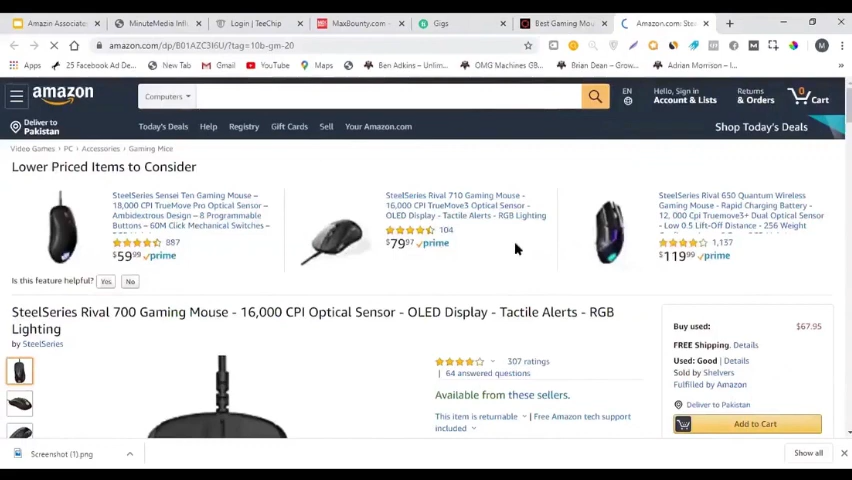 Amazin Associato
MinuteMedia Infl
Login | TeeChip
MaxBounty.com -
Gigs
Best Gaming Mou
Amazon.com: Ste
amazon.com/dp/B01AZC3I6U/?tag=10b-gm-20
M
Apps
25 Facebook Ad De...
New Tab
Gmail
YouTube
Maps
Ben Adkins – Unlim...
OMG Machines G9...
Brian Dean – Grow...
Adrian Morrison –...
amazon
Computers
EN
Hello, Sign in
Account & Lists
Returns
& Orders
0
Cart
Deliver to
Pakistan
Today's Deals
Help
Registry
Gift Cards
Sell
Your Amazon.com
Shop Today's Deals
Video Games › PC › Accessories › Gaming Mice
Lower Priced Items to Consider
SteelSeries Sensei Ten Gaming Mouse –
18,000 CPI TrueMove Pro Optical Sensor –
Ambidextrous Design – 8 Programmable
Buttons – 60M Click Mechanical Switches –
887
$59.99 prime
SteelSeries Rival 710 Gaming Mouse -
16,000 CPI TrueMove3 Optical Sensor -
OLED Display - Tactile Alerts - RGB Lighting
104
$79.97 prime
SteelSeries Rival 650 Quantum Wireless
Gaming Mouse - Rapid Charging Battery -
12, 000 Cpi Truemove3+ Dual Optical Sensor
- Low 0.5 Lift-Off Distance - 256 Weight
1,137
$119.99 prime
Is this feature helpful?
Yes
No
SteelSeries Rival 700 Gaming Mouse - 16,000 CPI Optical Sensor - OLED Display - Tactile Alerts - RGB
Lighting
by SteelSeries
307 ratings
| 64 answered questions
Available from these sellers.
This item is returnable | Free Amazon tech support
included
Buy used:
$67.95
FREE Shipping. Details
Used: Good | Details
Sold by Shelvers
Fulfilled by Amazon
Deliver to Pakistan
Add to Cart
Screenshot (1).png
Show all